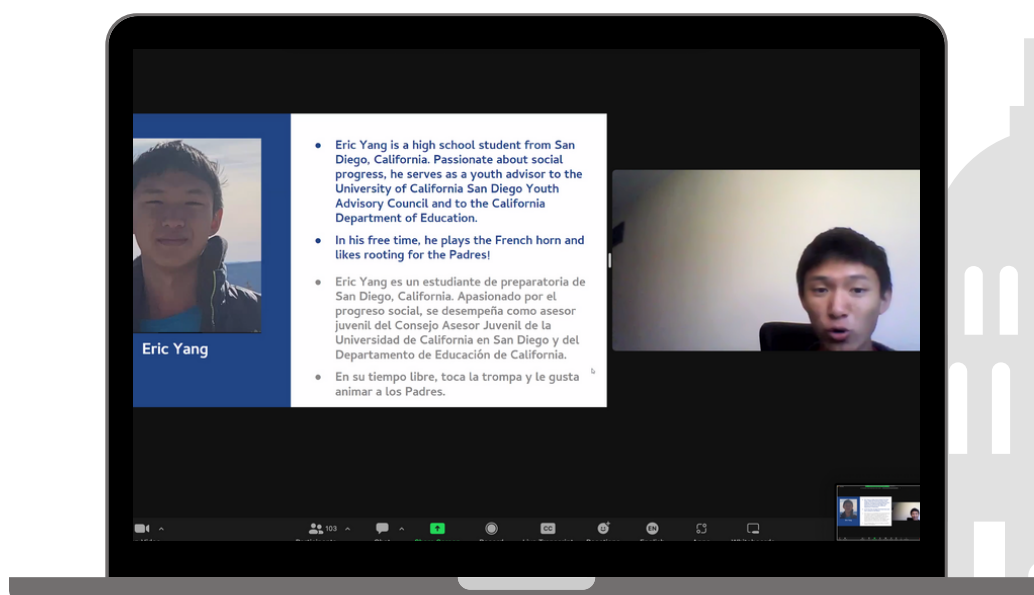 Eric Yang is a high school student from San
Diego, California. Passionate about social
progress, he serves as a youth advisor to the
University of California San Diego Youth
Advisory Council and to the California
Department of Education.
In his free time, he plays the French horn and
likes rooting for the Padres!
Eric Yang es un estudiante de preparatoria de
San Diego, California. Apasionado por el
progreso social, se desempeña como asesor
juvenil del Consejo Asesor Juvenil de la
Universidad de California en San Diego y del
Departamento de Educación de California.
En su tiempo libre, toca la trompa y le gusta
animar a los Padres.
Eric Yang
103
CC
EN